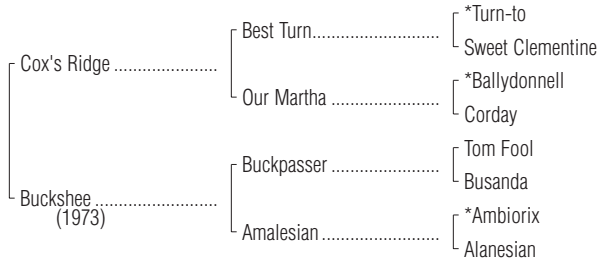 *Turn-to
Best Turn
Sweet Clementine
Cox's Ridge
*Ballydonnell
Our Martha
Corday
Tom Fool
Buckpasser
Busanda
Buckshee
(1973)
*Ambiorix
Amalesian
Alanesian